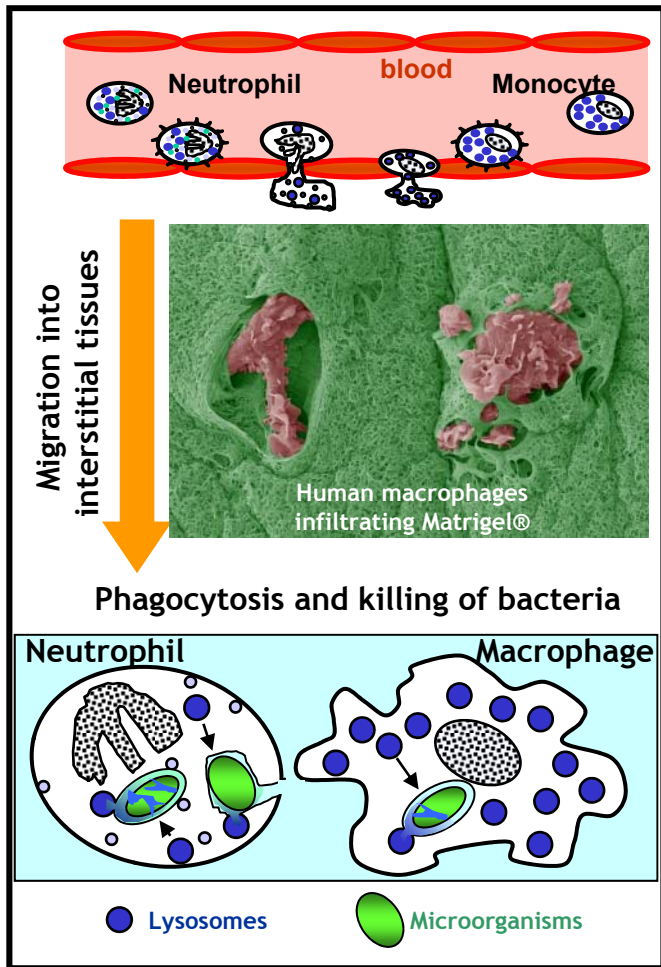 blood
Neutrophil
Monocyte
Migration into
interstitial tissues
Human macrophages
infiltrating Matrigel®
Phagocytosis and killing of bacteria
Neutrophil
Macrophage
Lysosomes
Microorganisms